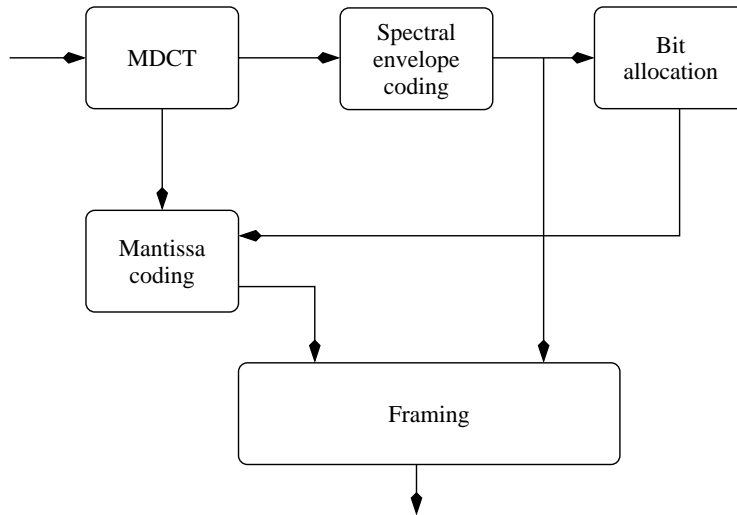 MDCT
Spectral
envelope
coding
Bit
allocation
Mantissa
coding
Framing